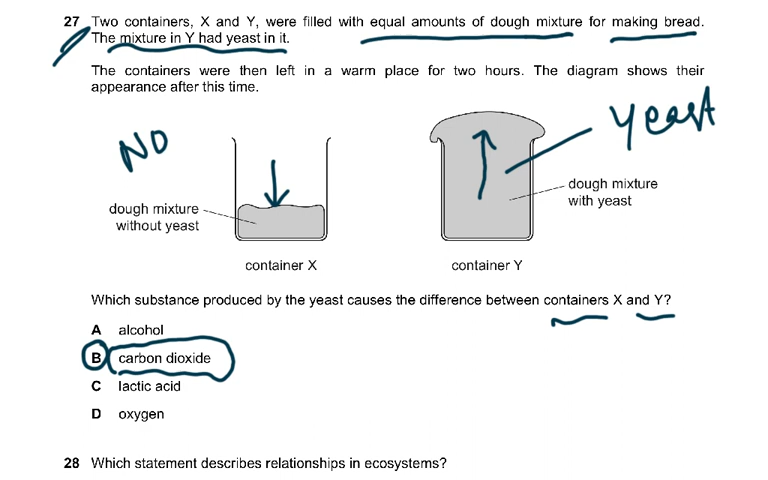 27 Two containers, X and Y, were filled with equal amounts of dough mixture for making bread.
The mixture in Y had yeast in it.
The containers were then left in a warm place for two hours. The diagram shows their
appearance after this time.
NO
yeast
dough mixture
without yeast
dough mixture
with yeast
container X
container Y
Which substance produced by the yeast causes the difference between containers X and Y?
A alcohol
B carbon dioxide
C lactic acid
D oxygen
28 Which statement describes relationships in ecosystems?